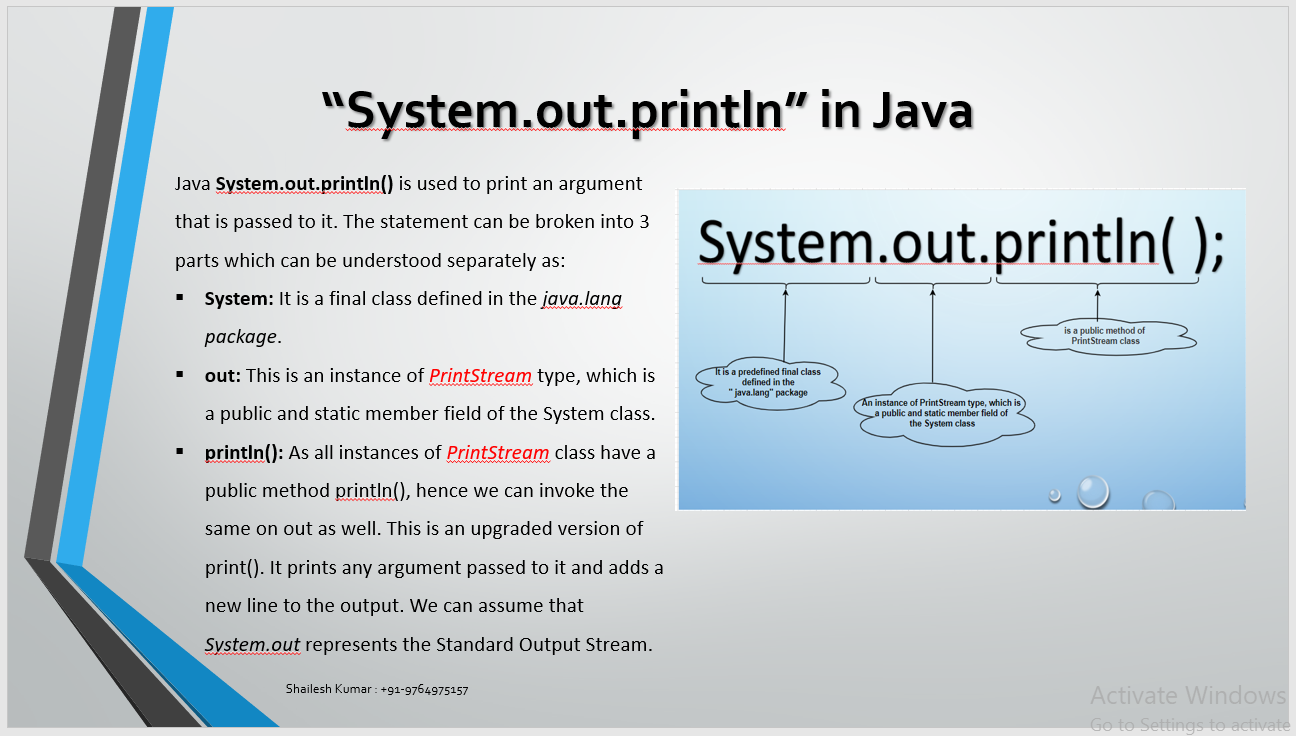 “System.out.println” in Java
Java System.out.println() is used to print an argument
that is passed to it. The statement can be broken into 3
parts which can be understood separately as:
▪ System: It is a final class defined in the java.lang
package.
▪ out: This is an instance of PrintStream type, which is
a public and static member field of the System class.
▪ println(): As all instances of PrintStream class have a
public method println(), hence we can invoke the
same on out as well. This is an upgraded version of
print(). It prints any argument passed to it and adds a
new line to the output. We can assume that
System.out represents the Standard Output Stream.
Shailesh Kumar : +91-9764975157
System.out.println( );
It is a predefined final class
defined in the
" java.lang" package
An instance of PrintStream type, which is
a public and static member field of
the System class
is a public method of
PrintStream class
Activate Windows
Go to Settings to activate